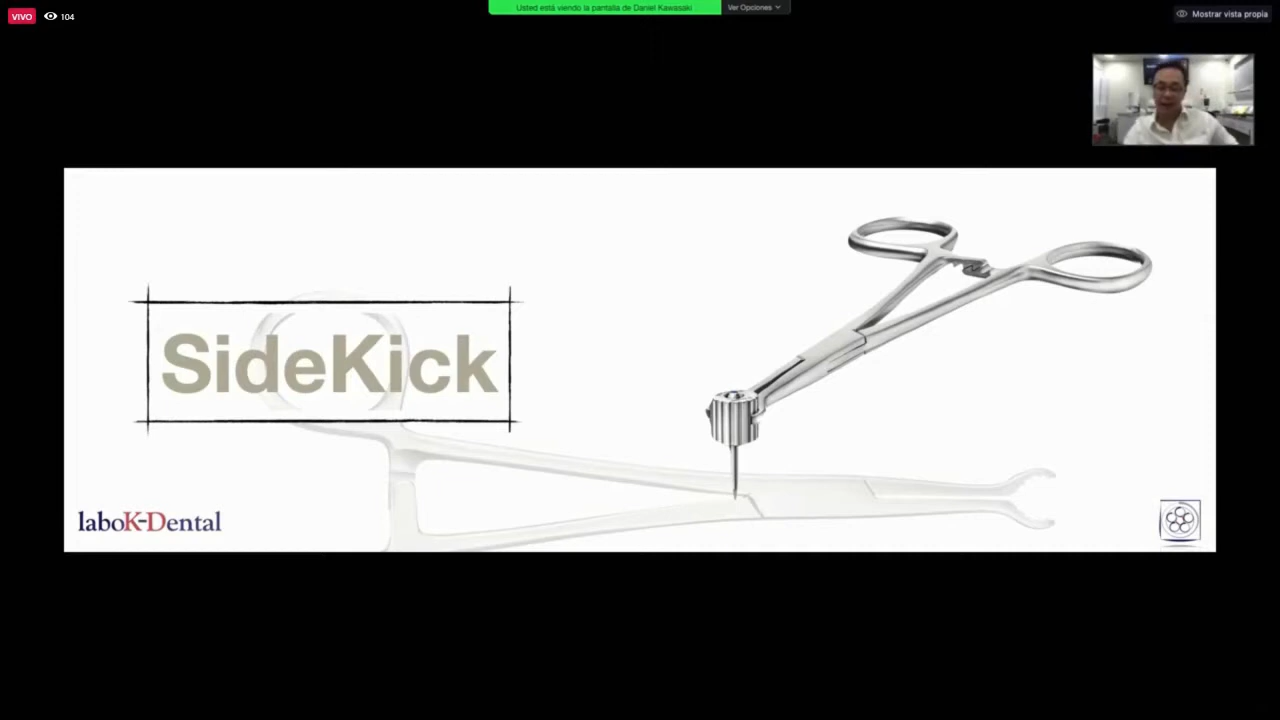 VIVO 104
Usted está viendo la pantalla de Daniel Kawasaki
Ver Opciones
Mostrar vista propia
SideKick
laboK-Dental